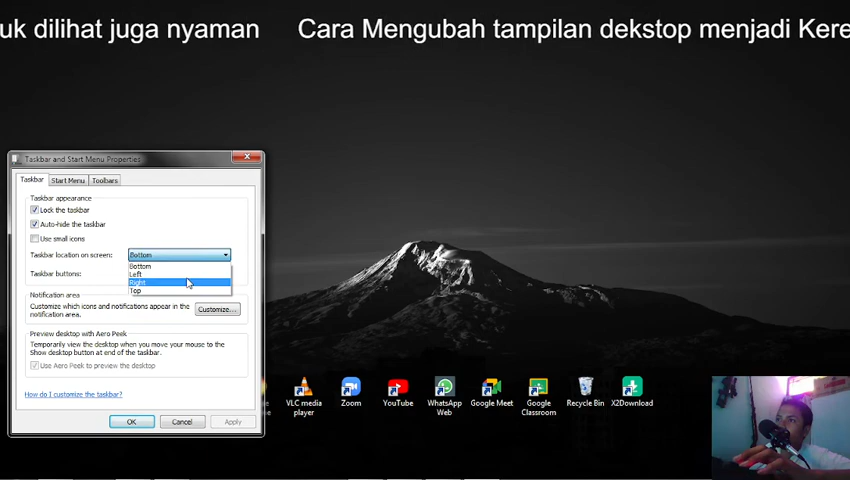 uk dilihat juga nyaman Cara Mengubah tampilan dekstop menjadi Kere
Taskbar and Start Menu Properties
Taskbar Start Menu Toolbars
Taskbar appearance
Lock the taskbar
Auto-hide the taskbar
Use small icons
Taskbar location on screen: Bottom
Bottom
Left
Taskbar buttons:
Right
Top
Notification area
Customize which icons and notifications appear in the
notification area.
Customize...
Preview desktop with Aero Peek
Temporarily view the desktop when you move your mouse to the
Show desktop button at end of the taskbar.
Use Aero Peek to preview the desktop
How do I customize the taskbar?
OK Cancel Apply
VLC media
player
Zoom
YouTube
WhatsApp
Web
Google Meet
Google
Classroom
Recycle Bin
X2Download